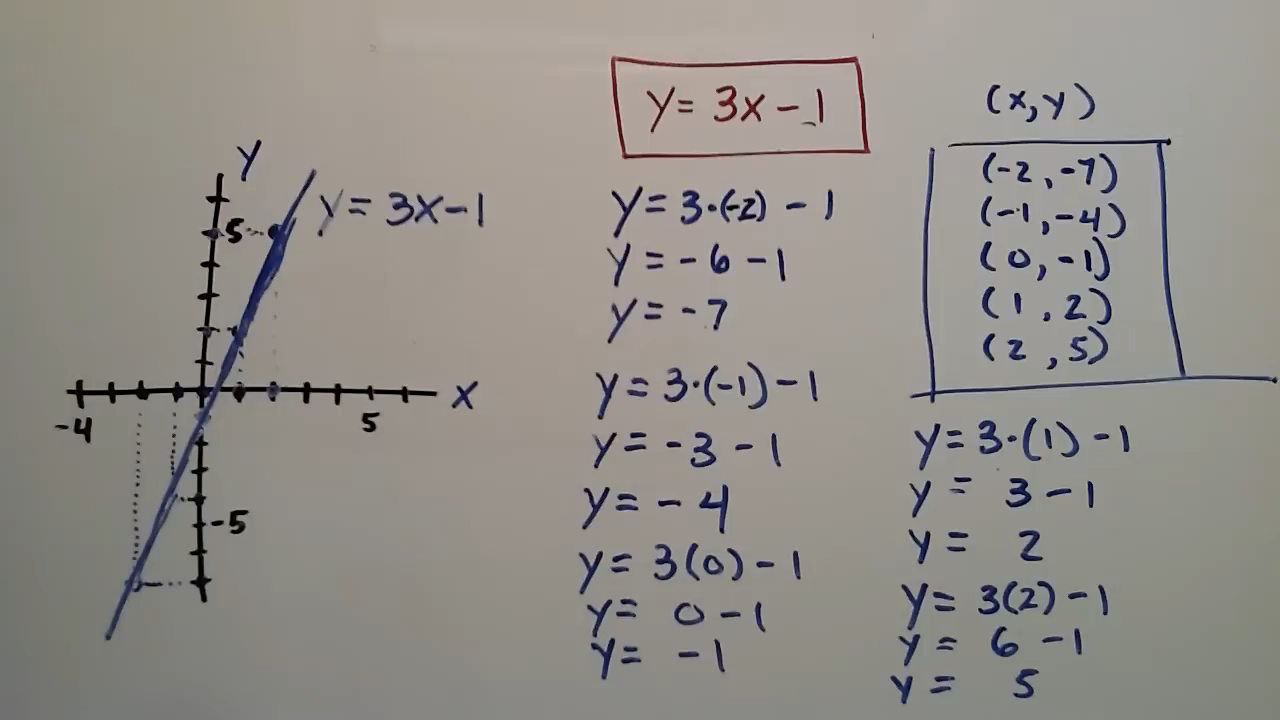 Y
y = 3x - 1
5
x
-4
5
-5
y = 3x - 1
y = 3·(-2) - 1
y = -6 - 1
y = -7
y = 3·(-1) - 1
y = -3 - 1
y = -4
y = 3(0) - 1
y = 0 - 1
y = -1
(x,y)
(-2,-7)
(-1,-4)
(0,-1)
(1,2)
(2,5)
y = 3·(1) - 1
y = 3 - 1
y = 2
y = 3(2) - 1
y = 6 - 1
y = 5